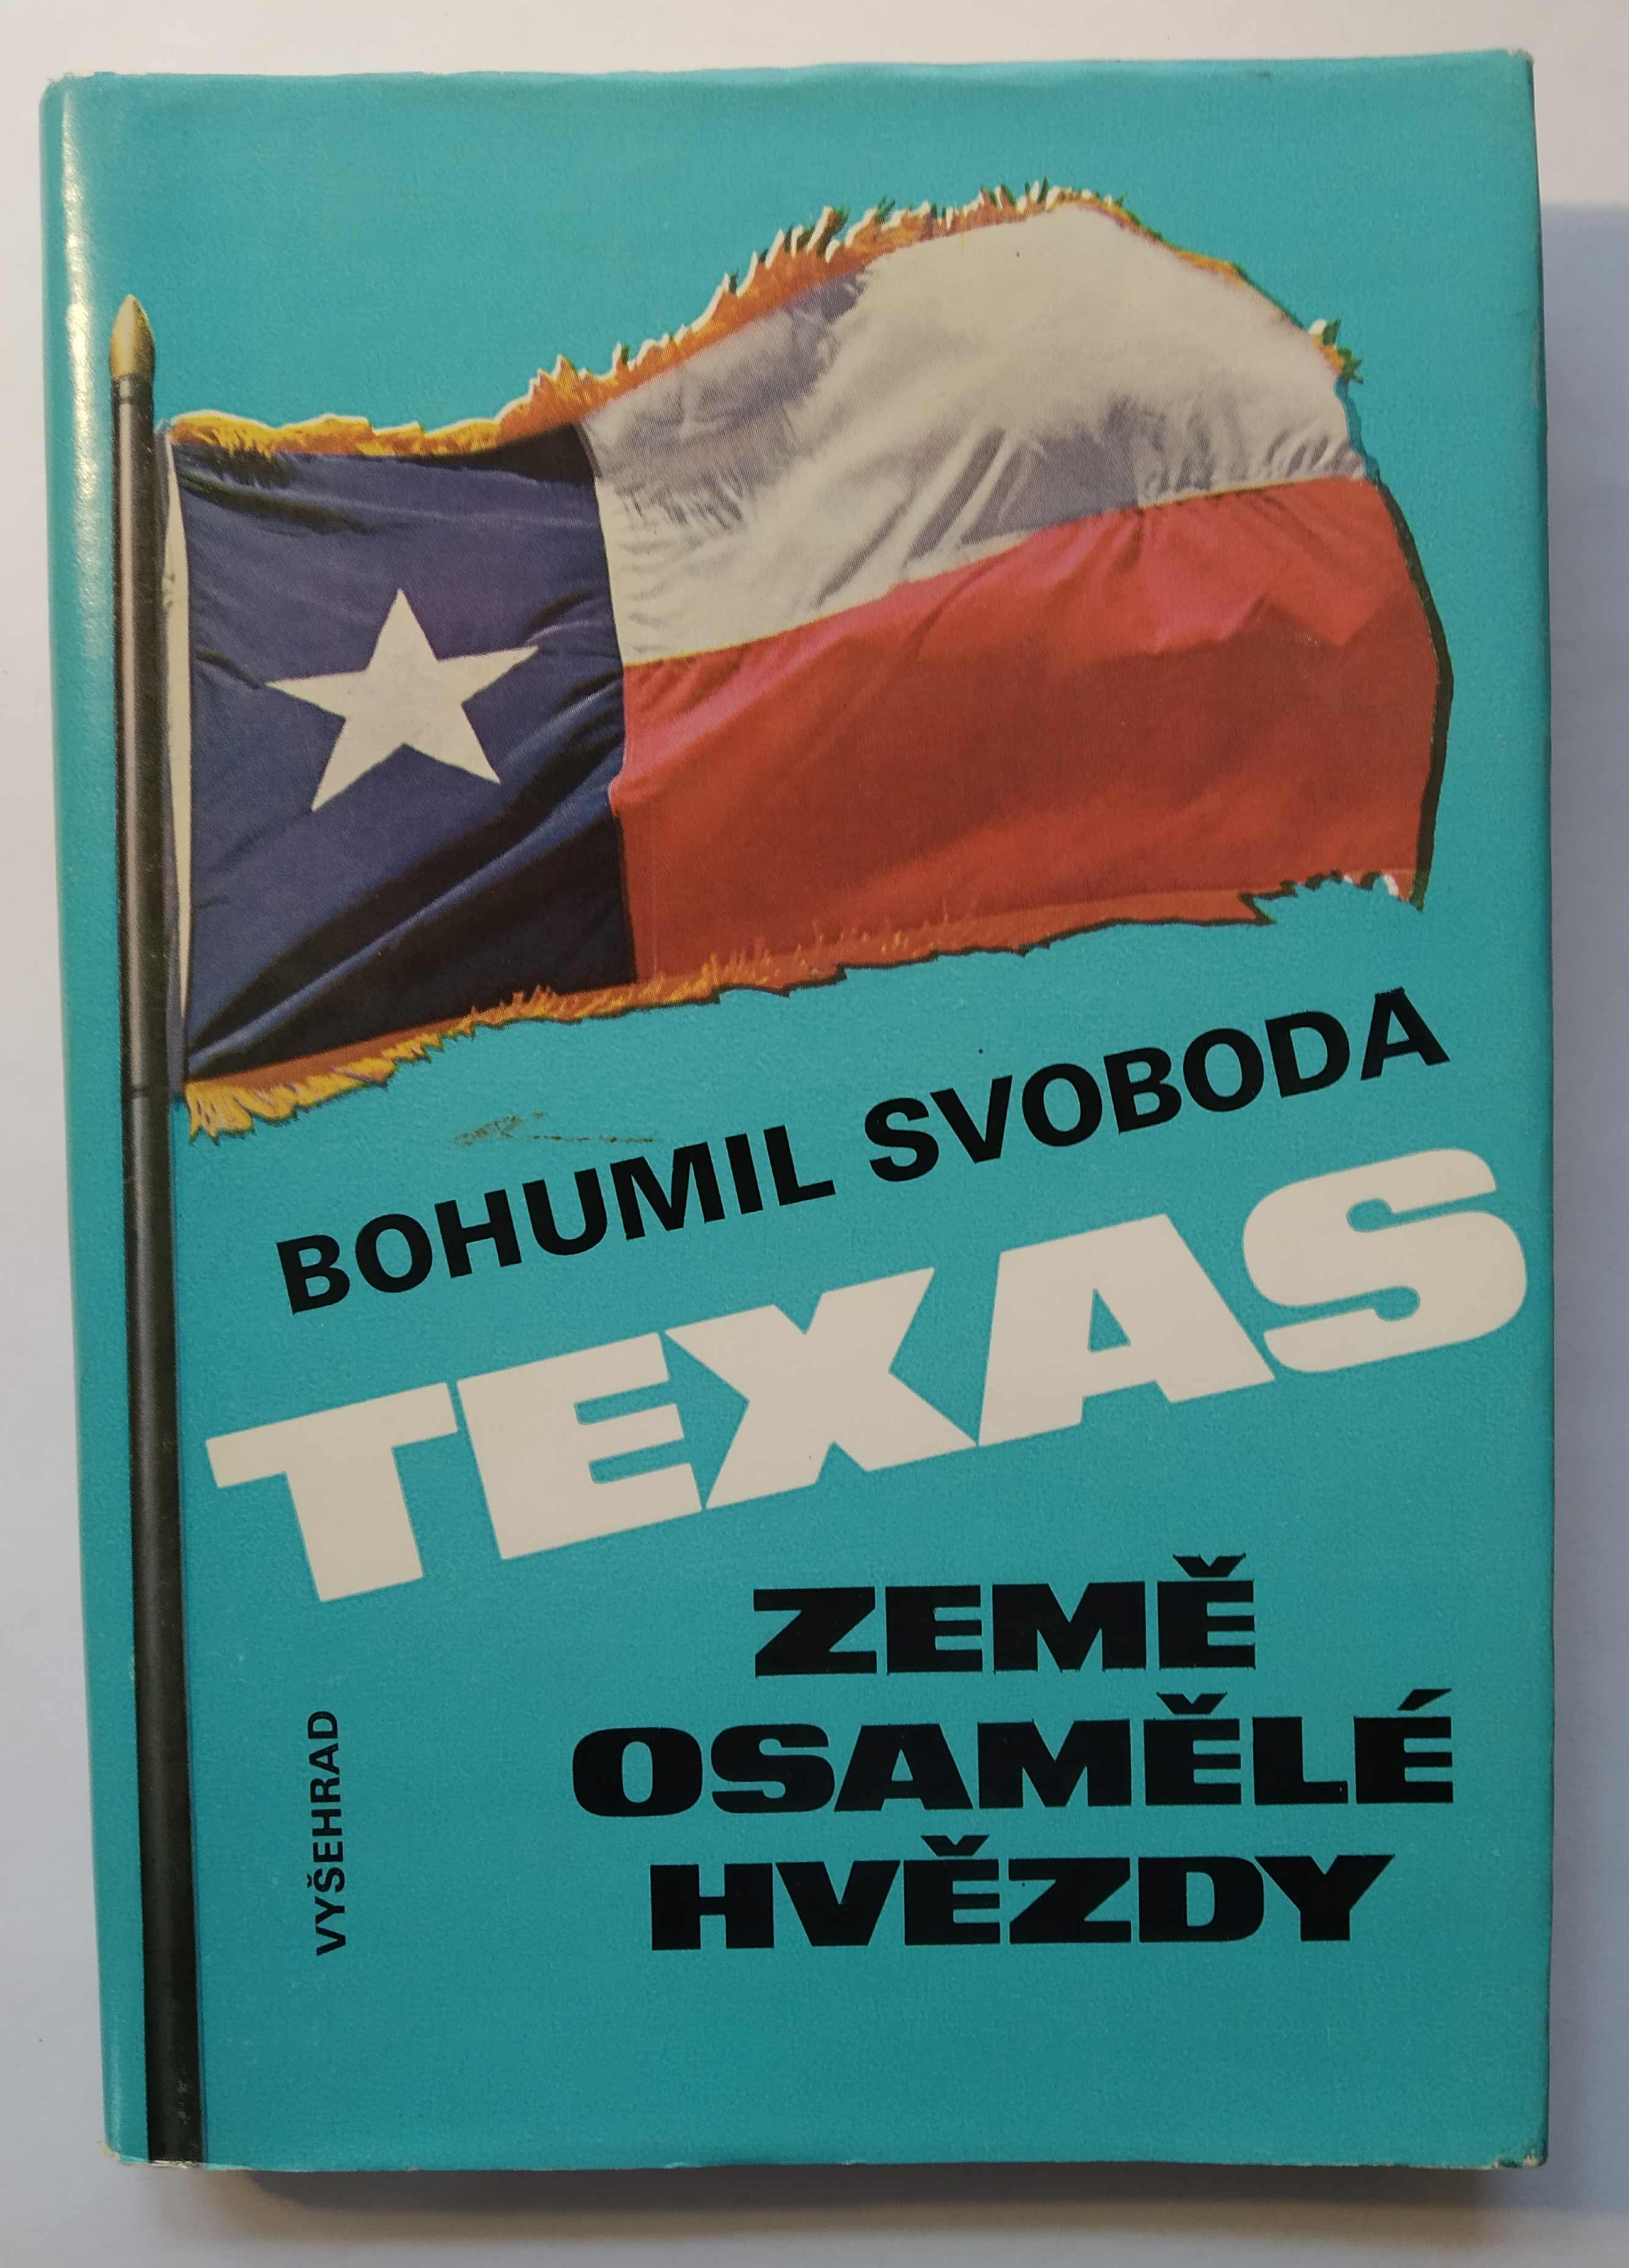 BOHUMIL SVOBODA
TEXAS
ZEMĚ
OSAMĚLÉ
HVĚZDY
VYŠEHRAD